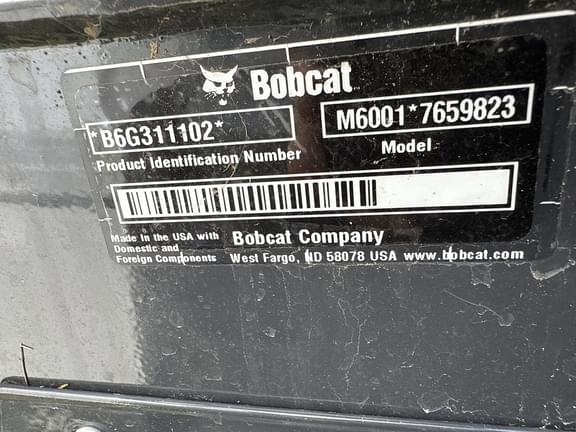 Bobcat
*B6G311102*
M6001*7659823
Product Identification Number
Model
Made in the USA with
Domestic and
Foreign Components
Bobcat Company
West Fargo, ND 58078 USA www.bobcat.com